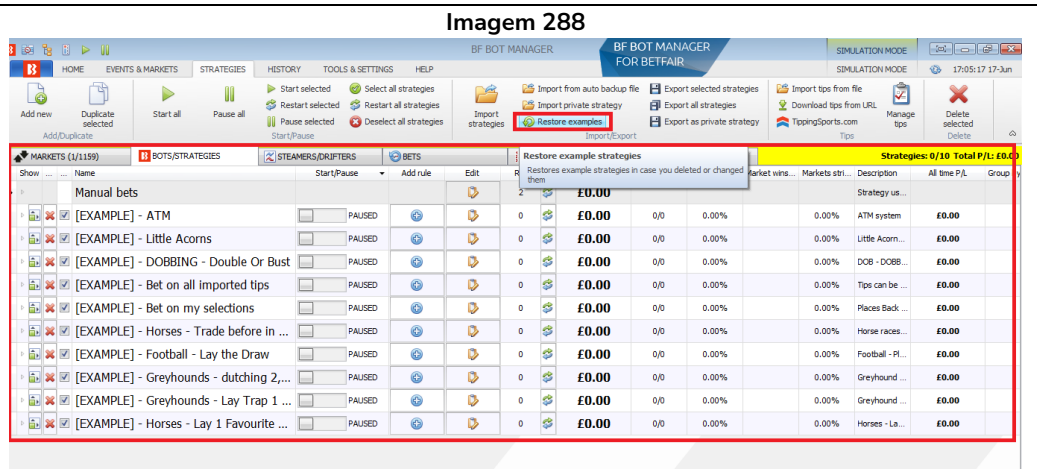 Imagem 288
BF BOT MANAGER
BF BOT MANAGER
FOR BETFAIR
SIMULATION MODE
HOME EVENTS & MARKETS STRATEGIES HISTORY TOOLS & SETTINGS HELP
SIMULATION MODE 17:05:17 17-Jun
Add new
Duplicate selected
Start all
Pause all
Start selected
Restart selected
Pause selected
Select all strategies
Restart all strategies
Deselect all strategies
Import strategies
Import from auto backup file
Import private strategy
Restore examples
Export selected strategies
Export all strategies
Export as private strategy
Import tips from file
Download tips from URL
TippingSports.com
Manage tips
Delete selected
Add/Duplicate Start/Pause Import/Export Tips Delete
MARKETS (1/1159) BOTS/STRATEGIES STEAMERS/DRIFTERS BETS Strategies: 0/10 Total P/L: £0.00
Restore example strategies
Restores example strategies in case you deleted or changed
them
Show ... ... Name Start/Pause Add rule Edit Market wins... Markets stri... Description All time P/L Group
Manual bets 2 £0.00 Strategy us...
[EXAMPLE] - ATM PAUSED 0 £0.00 0/0 0.00% 0.00% ATM system £0.00
[EXAMPLE] - Little Acorns PAUSED 0 £0.00 0/0 0.00% 0.00% Little Acorn... £0.00
[EXAMPLE] - DOBBING - Double Or Bust PAUSED 0 £0.00 0/0 0.00% 0.00% DOB - DOBB... £0.00
[EXAMPLE] - Bet on all imported tips PAUSED 0 £0.00 0/0 0.00% 0.00% Tips can be ... £0.00
[EXAMPLE] - Bet on my selections PAUSED 0 £0.00 0/0 0.00% 0.00% Places Back ... £0.00
[EXAMPLE] - Horses - Trade before in ... PAUSED 0 £0.00 0/0 0.00% 0.00% Horse races... £0.00
[EXAMPLE] - Football - Lay the Draw PAUSED 0 £0.00 0/0 0.00% 0.00% Football - Pl... £0.00
[EXAMPLE] - Greyhounds - dutching 2,... PAUSED 0 £0.00 0/0 0.00% 0.00% Greyhound ... £0.00
[EXAMPLE] - Greyhounds - Lay Trap 1 ... PAUSED 0 £0.00 0/0 0.00% 0.00% Greyhound ... £0.00
[EXAMPLE] - Horses - Lay 1 Favourite ... PAUSED 0 £0.00 0/0 0.00% 0.00% Horses - La... £0.00